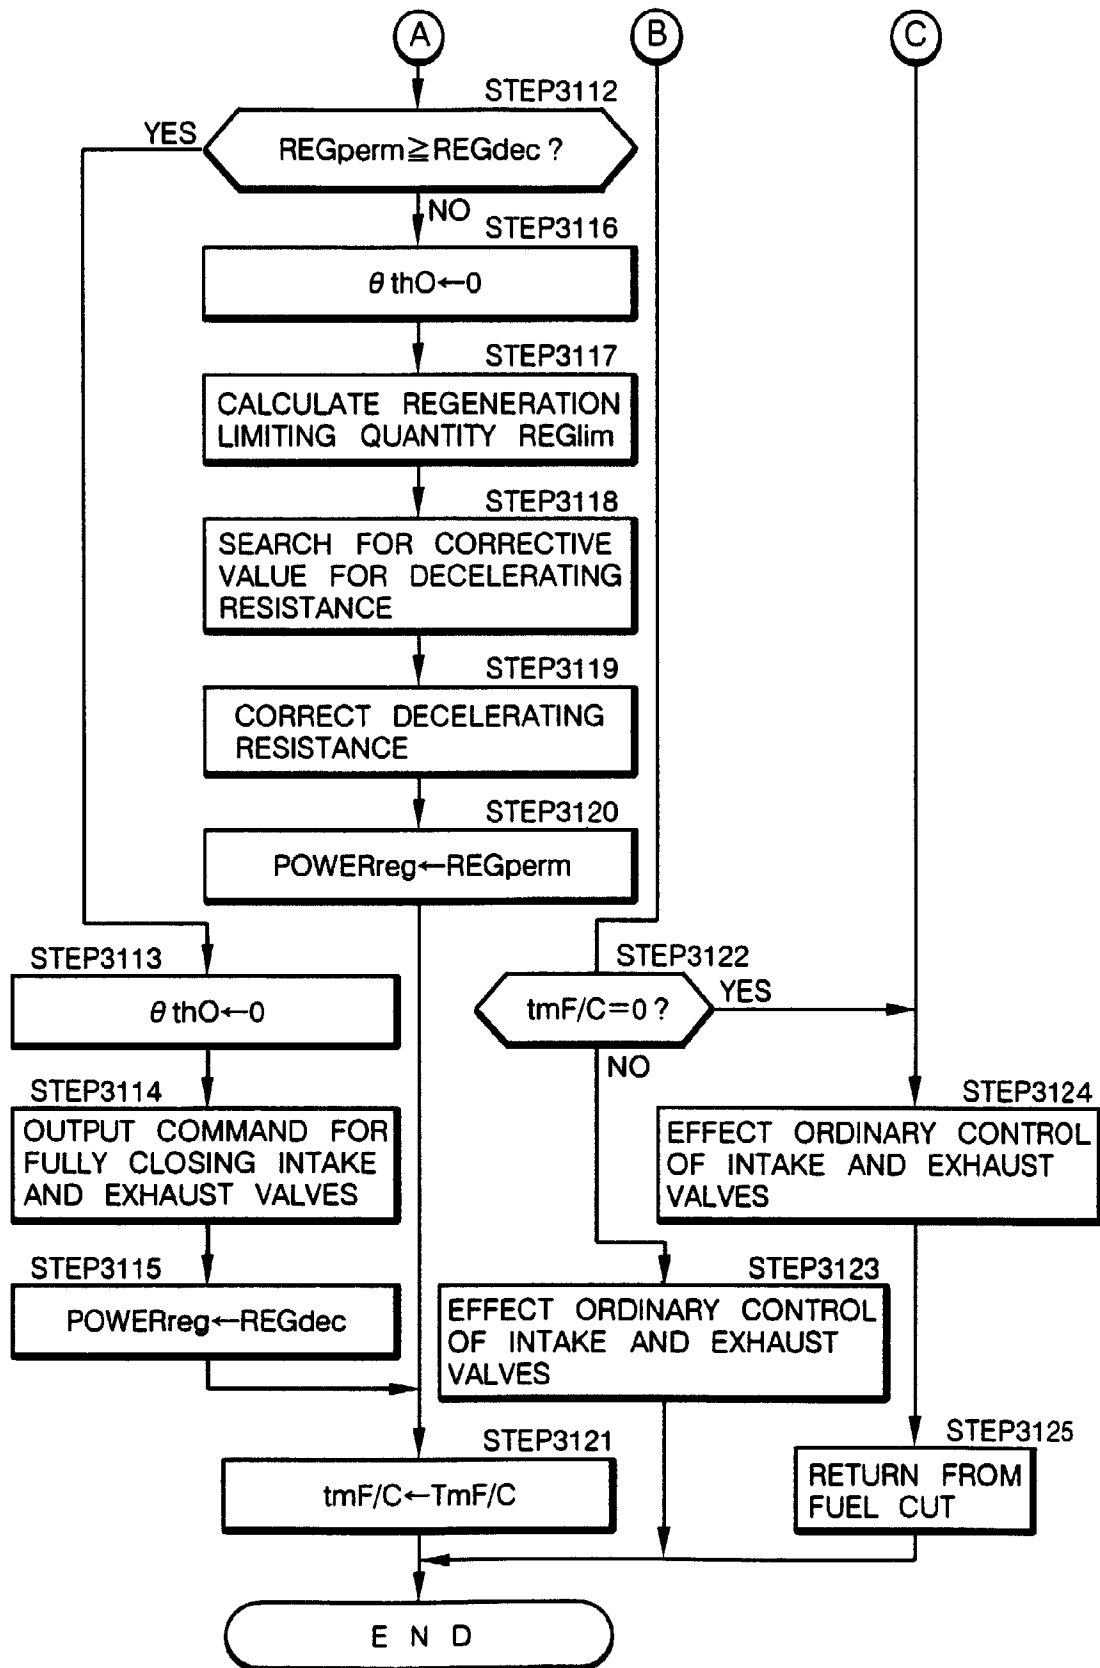 A
B
C
STEP3112
YES
REGperm≧REGdec ?
NO
STEP3116
θ thO←0
STEP3117
CALCULATE REGENERATION
LIMITING QUANTITY REGlim
STEP3118
SEARCH FOR CORRECTIVE
VALUE FOR DECELERATING
RESISTANCE
STEP3119
CORRECT DECELERATING
RESISTANCE
STEP3120
POWERreg←REGperm
STEP3113
θ thO←0
STEP3122
tmF/C=0 ?
YES
NO
STEP3114
OUTPUT COMMAND FOR
FULLY CLOSING INTAKE
AND EXHAUST VALVES
STEP3124
EFFECT ORDINARY CONTROL
OF INTAKE AND EXHAUST
VALVES
STEP3115
POWERreg←REGdec
STEP3123
EFFECT ORDINARY CONTROL
OF INTAKE AND EXHAUST
VALVES
STEP3121
tmF/C←TmF/C
STEP3125
RETURN FROM
FUEL CUT
E N D